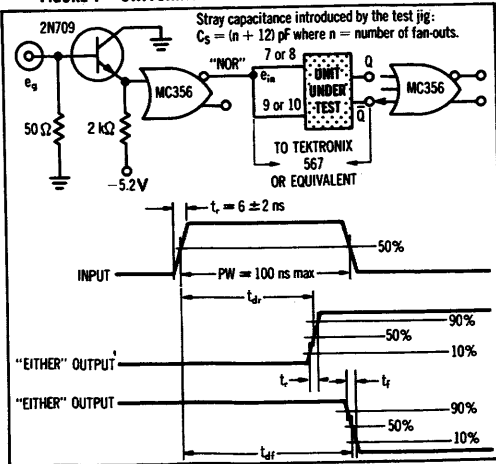 2N709
Stray capacitance introduced by the test jig:
Cs = (n + 12) pF where n = number of fan-outs.
"NOR"
7 or 8
ein
9 or 10
UNIT
UNDER
TEST
Q
Q̅
MC356
MC356
eg
50 Ω
2 kΩ
−5.2 V
TO TEKTRONIX
567
OR EQUIVALENT
tr = 6 ± 2 ns
50%
INPUT
PW = 100 ns max
tdr
90%
50%
10%
"EITHER" OUTPUT
tr
tf
"EITHER" OUTPUT
90%
50%
10%
tdf